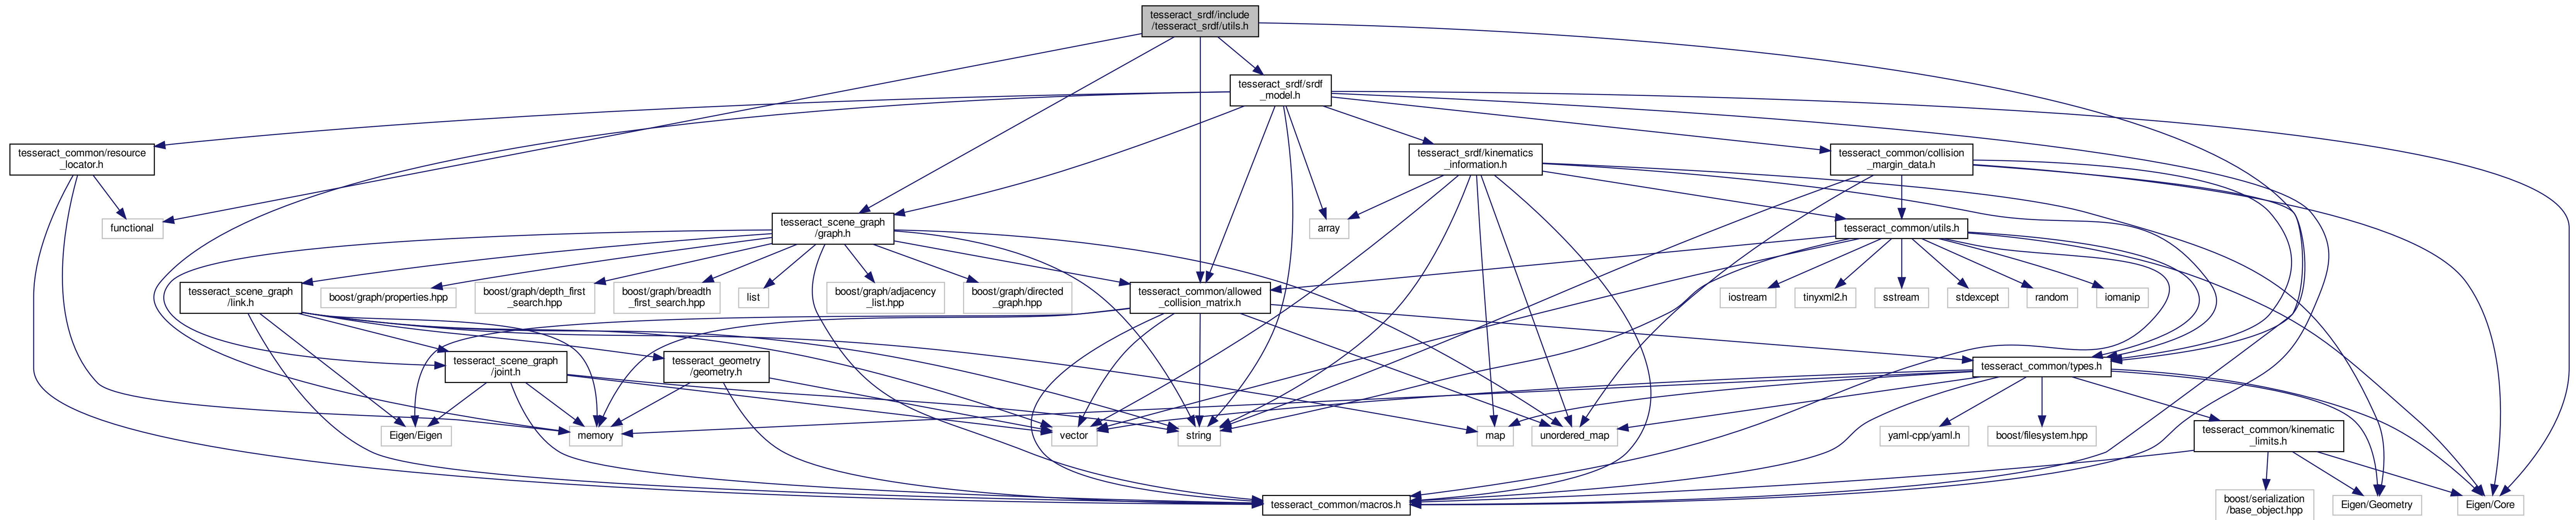 tesseract_srdf/include
/tesseract_srdf/utils.h
tesseract_srdf/srdf
_model.h
tesseract_common/resource
_locator.h
tesseract_srdf/kinematics
_information.h
tesseract_common/collision
_margin_data.h
functional
tesseract_scene_graph
/graph.h
array
tesseract_common/utils.h
tesseract_scene_graph
/link.h
boost/graph/properties.hpp
boost/graph/depth_first
_search.hpp
boost/graph/breadth
_first_search.hpp
list
boost/graph/adjacency
_list.hpp
boost/graph/directed
_graph.hpp
tesseract_common/allowed
_collision_matrix.h
iostream
tinyxml2.h
sstream
stdexcept
random
iomanip
tesseract_scene_graph
/joint.h
tesseract_geometry
/geometry.h
tesseract_common/types.h
Eigen/Eigen
memory
vector
string
map
unordered_map
yaml-cpp/yaml.h
boost/filesystem.hpp
tesseract_common/kinematic
_limits.h
tesseract_common/macros.h
boost/serialization
/base_object.hpp
Eigen/Geometry
Eigen/Core